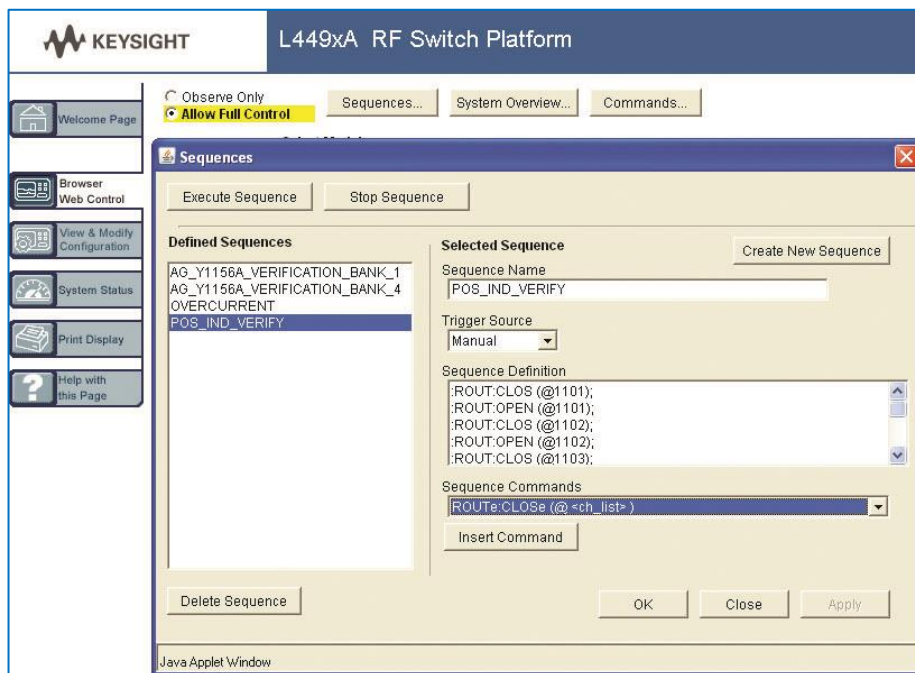 KEYSIGHT
L449xA RF Switch Platform
Observe Only
Allow Full Control
Sequences...
System Overview...
Commands...
Welcome Page
Browser
Web Control
View & Modify
Configuration
System Status
Print Display
Help with
this Page
Sequences
Execute Sequence
Stop Sequence
Defined Sequences
AG_Y1156A_VERIFICATION_BANK_1
AG_Y1156A_VERIFICATION_BANK_4
OVERCURRENT
POS_IND_VERIFY
Delete Sequence
Selected Sequence
Create New Sequence
Sequence Name
POS_IND_VERIFY
Trigger Source
Manual
Sequence Definition
:ROUT:CLOS (@1101);
:ROUT:OPEN (@1101);
:ROUT:CLOS (@1102);
:ROUT:OPEN (@1102);
:ROUT:CLOS (@1103);
Sequence Commands
ROUTe:CLOSe (@ <ch_list> )
Insert Command
OK
Close
Apply
Java Applet Window